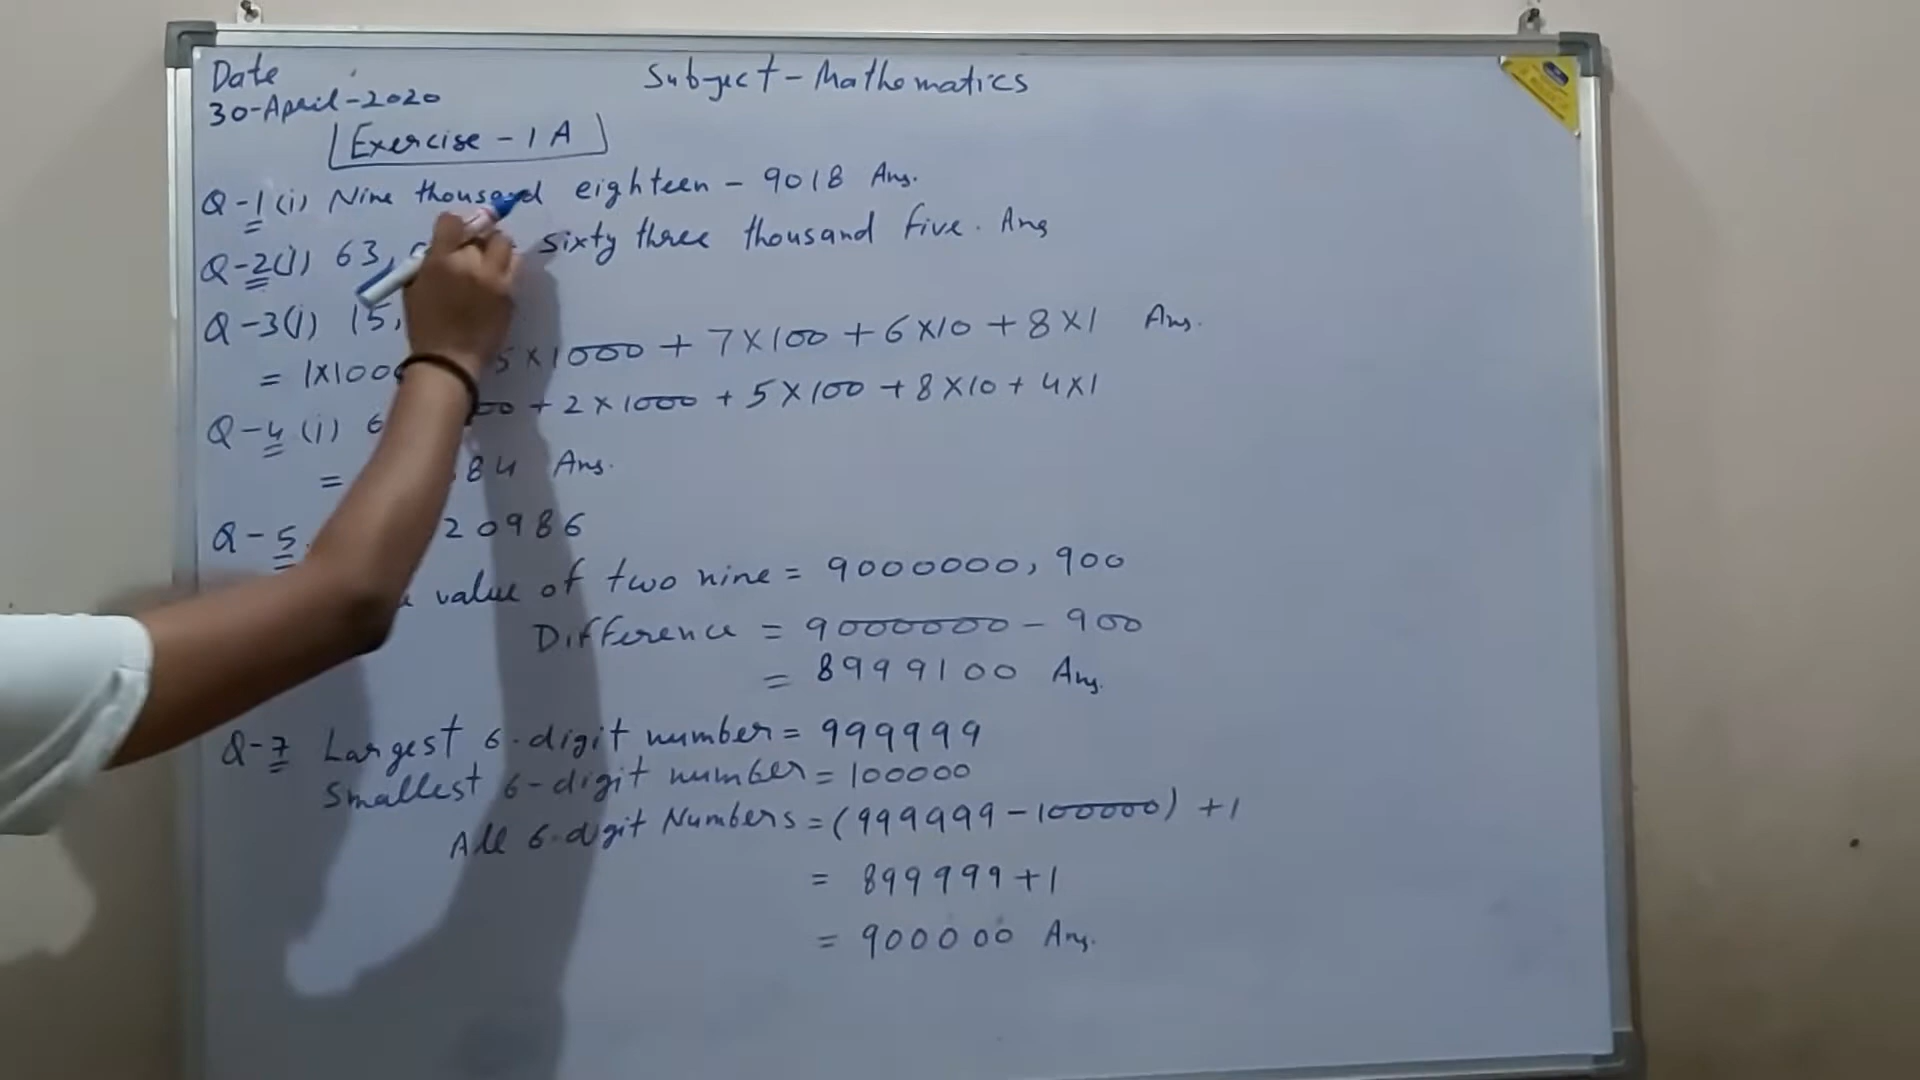 Date
30-April-2020
Subject - Mathematics
Exercise - 1 A
Q-1 (i) Nine thousand eighteen - 9018 Ans.
Q-2(i) 63, sixty three thousand five. Ans
Q-3(i) 15,
= 1X100 5X1000 + 7X100 + 6X10 + 8X1 Ans.
Q-4 (i) 6 00 + 2X1000 + 5X100 + 8X10 + 4X1
= 84 Ans.
Q-5. 20986
value of two nine = 9000000, 900
Difference = 9000000 - 900
= 8999100 Ans.
Q-7 Largest 6-digit number = 999999
Smallest 6-digit number = 100000
All 6-digit Numbers = (999999 - 100000) + 1
= 899999+1
= 900000 Ans.